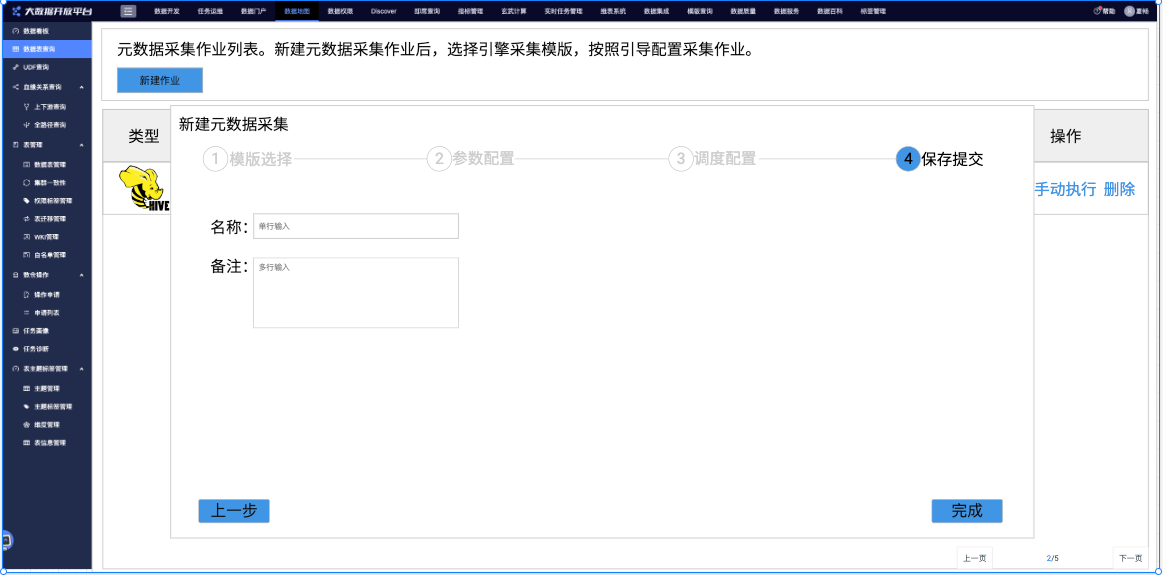 大数据开放平台
数据开发 任务运维 数据门户 数据地图 数据权限 Discover 即席查询 指标管理 玄武计算 实时任务管理 报表系统 数据集成 模版查询 数据质量 数据服务 数据百科 标签管理
帮助
数据看板
数据表查询
UDF查询
血缘关系查询
上下游查询
全路径查询
表管理
数据表管理
集群一致性
权限标签管理
表迁移管理
WIKI管理
白名单管理
数仓操作
操作申请
申请列表
任务画像
任务诊断
表主题标签管理
主题管理
主题标签管理
维度管理
表信息管理
元数据采集作业列表。新建元数据采集作业后，选择引擎采集模版，按照引导配置采集作业。
新建作业
类型
操作
HIVE
手动执行 删除
新建元数据采集
1 模版选择 2 参数配置 3 调度配置 4 保存提交
名称： 单行输入
备注： 多行输入
上一步 完成
上一页 2/5 下一页